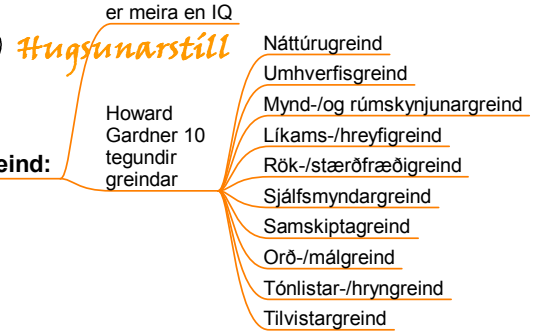 er meira en IQ
) Hugsunarstíll
eind:
Howard
Gardner 10
tegundir
greindar
Náttúrugreind
Umhverfisgreind
Mynd-/og rúmskynjunargreind
Líkams-/hreyfigreind
Rök-/stærðfræðigreind
Sjálfsmyndargreind
Samskiptagreind
Orð-/málgreind
Tónlistar-/hryngreind
Tilvistargreind